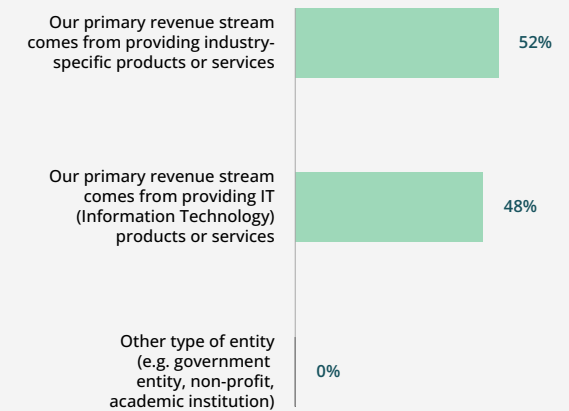 Our primary revenue stream
comes from providing industry-
specific products or services
52%
Our primary revenue stream
comes from providing IT
(Information Technology)
products or services
48%
Other type of entity
(e.g. government
entity, non-profit,
academic institution)
0%